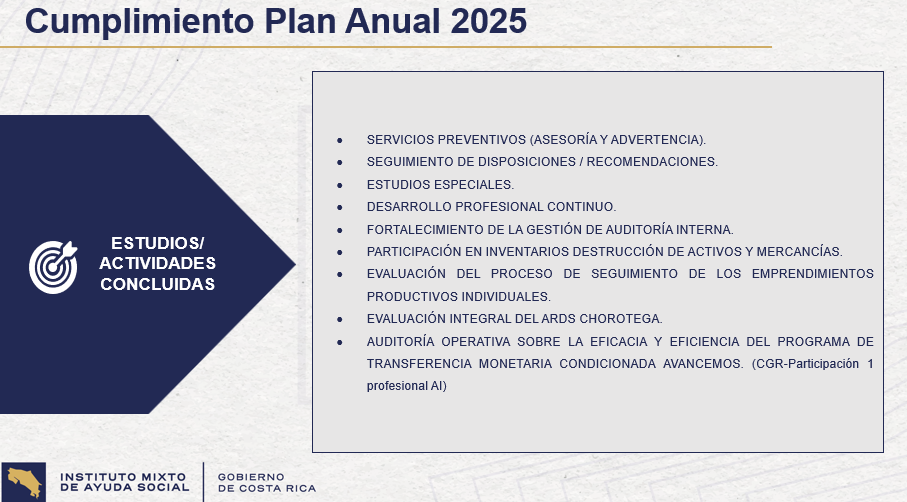 Cumplimiento Plan Anual 2025
ESTUDIOS/
ACTIVIDADES
CONCLUIDAS
● SERVICIOS PREVENTIVOS (ASESORÍA Y ADVERTENCIA).
● SEGUIMIENTO DE DISPOSICIONES / RECOMENDACIONES.
● ESTUDIOS ESPECIALES.
● DESARROLLO PROFESIONAL CONTINUO.
● FORTALECIMIENTO DE LA GESTIÓN DE AUDITORÍA INTERNA.
● PARTICIPACIÓN EN INVENTARIOS DESTRUCCIÓN DE ACTIVOS Y MERCANCÍAS.
● EVALUACIÓN DEL PROCESO DE SEGUIMIENTO DE LOS EMPRENDIMIENTOS
PRODUCTIVOS INDIVIDUALES.
● EVALUACIÓN INTEGRAL DEL ARDS CHOROTEGA.
● AUDITORÍA OPERATIVA SOBRE LA EFICACIA Y EFICIENCIA DEL PROGRAMA DE
TRANSFERENCIA MONETARIA CONDICIONADA AVANCEMOS. (CGR-Participación 1
profesional AI)
INSTITUTO MIXTO
DE AYUDA SOCIAL
GOBIERNO
DE COSTA RICA